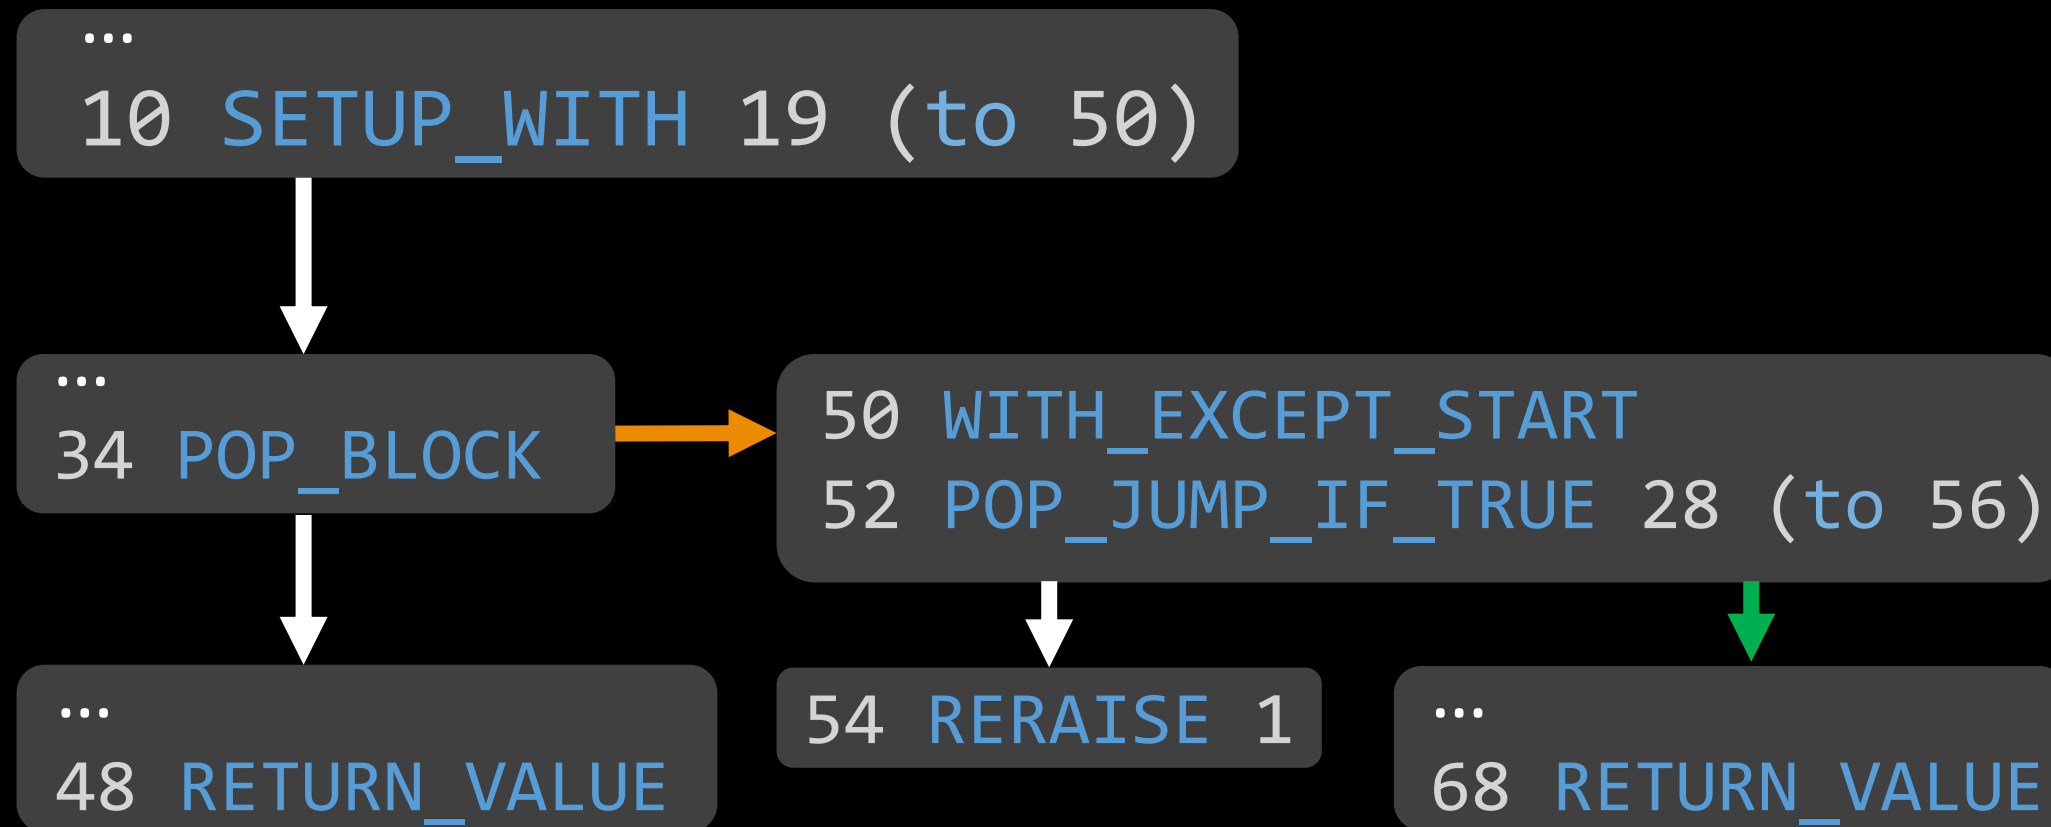 ...
10 SETUP_WITH 19 (to 50)
...
34 POP_BLOCK
50 WITH_EXCEPT_START
52 POP_JUMP_IF_TRUE 28 (to 56)
...
48 RETURN_VALUE
54 RERAISE 1
...
68 RETURN_VALUE